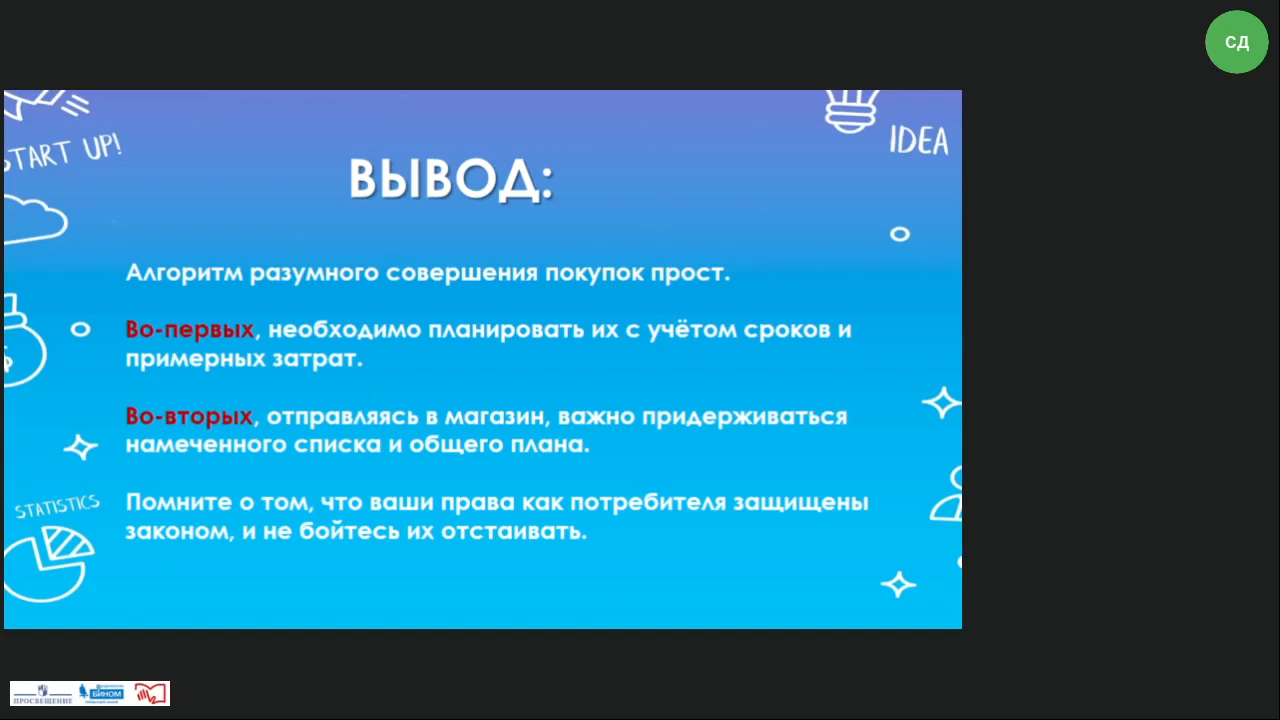 СД
START UP!
IDEA
ВЫВОД:
Алгоритм разумного совершения покупок прост.
Во-первых, необходимо планировать их с учётом сроков и
примерных затрат.
Во-вторых, отправляясь в магазин, важно придерживаться
намеченного списка и общего плана.
STATISTICS
Помните о том, что ваши права как потребителя защищены
законом, и не бойтесь их отстаивать.
ПРОСВЕЩЕНИЕ
БИНОМ